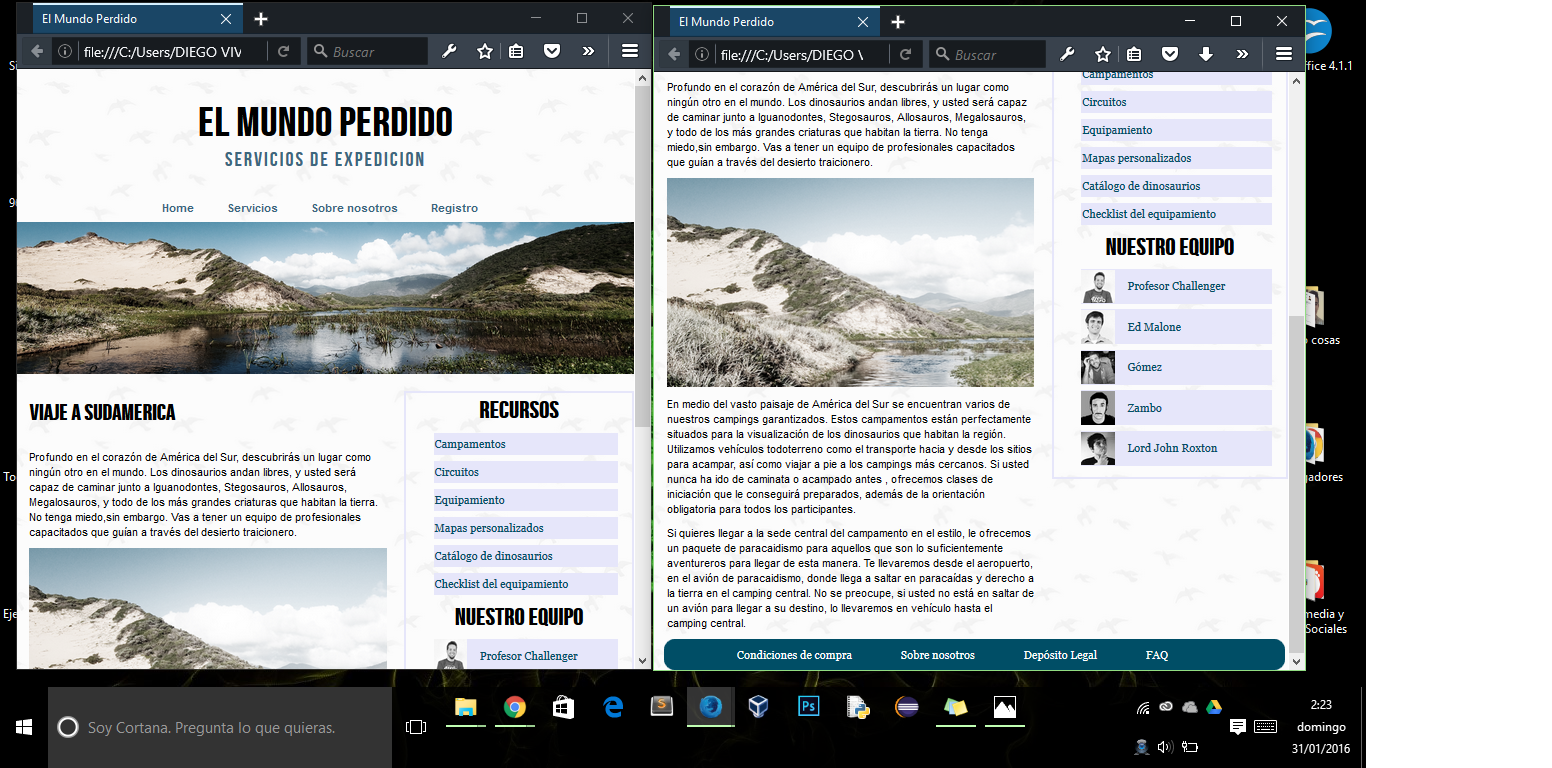 El Mundo Perdido
file:///C:/Users/DIEGO VIV
Buscar
EL MUNDO PERDIDO
SERVICIOS DE EXPEDICION
Home Servicios Sobre nosotros Registro
VIAJE A SUDAMERICA
Profundo en el corazón de América del Sur, descubrirás un lugar como
ningún otro en el mundo. Los dinosaurios andan libres, y usted será
capaz de caminar junto a Iguanodontes, Stegosauros, Allosauros,
Megalosauros, y todo de los más grandes criaturas que habitan la tierra.
No tenga miedo,sin embargo. Vas a tener un equipo de profesionales
capacitados que guían a través del desierto traicionero.
RECURSOS
Campamentos
Circuitos
Equipamiento
Mapas personalizados
Catálogo de dinosaurios
Checklist del equipamiento
NUESTRO EQUIPO
Profesor Challenger
El Mundo Perdido
file:///C:/Users/DIEGO \
Buscar
Profundo en el corazón de América del Sur, descubrirás un lugar como
ningún otro en el mundo. Los dinosaurios andan libres, y usted será capaz
de caminar junto a Iguanodontes, Stegosauros, Allosauros, Megalosauros,
y todo de los más grandes criaturas que habitan la tierra. No tenga
miedo,sin embargo. Vas a tener un equipo de profesionales capacitados
que guían a través del desierto traicionero.
En medio del vasto paisaje de América del Sur se encuentran varios de
nuestros campings garantizados. Estos campamentos están perfectamente
situados para la visualización de los dinosaurios que habitan la región.
Utilizamos vehículos todoterreno como el transporte hacia y desde los sitios
para acampar, así como viajar a pie a los campings más cercanos. Si usted
nunca ha ido de caminata o acampado antes , ofrecemos clases de
iniciación que le conseguirá preparados, además de la orientación
obligatoria para todos los participantes.
Si quieres llegar a la sede central del campamento en el estilo, le ofrecemos
un paquete de paracaidismo para aquellos que son lo suficientemente
aventureros para llegar de esta manera. Te llevaremos desde el aeropuerto,
en el avión de paracaidismo, donde llega a saltar en paracaídas y derecho a
la tierra en el camping central. No se preocupe, si usted no está en saltar de
un avión para llegar a su destino, lo llevaremos en vehículo hasta el
camping central.
Campamentos
Circuitos
Equipamiento
Mapas personalizados
Catálogo de dinosaurios
Checklist del equipamiento
NUESTRO EQUIPO
Profesor Challenger
Ed Malone
Gómez
Zambo
Lord John Roxton
Condiciones de compra Sobre nosotros Depósito Legal FAQ
ffice 4.1.1
cosas
adores
media y
Sociales
To
Eje
Soy Cortana. Pregunta lo que quieras.
S
Ps
2:23
domingo
31/01/2016